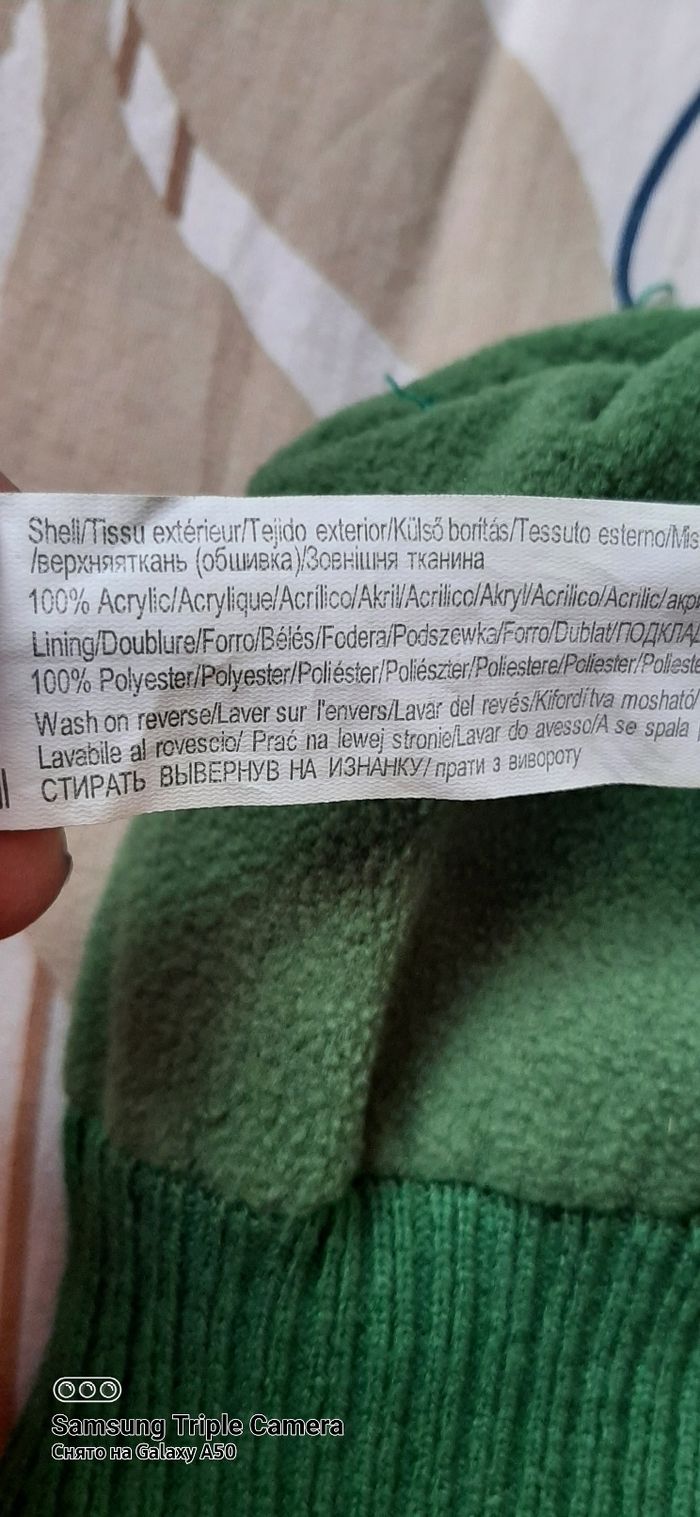 Shell/Tissu extérieur/Tejido exterior/Külső borítás/Tessuto esterno/
/верхняяткань (обшивка)/Зовнішня тканина
100% Acrylic/Acrylique/Acrílico/Akril/Acrilico/Akryl/Acrilico/Acrilic/
Lining/Doublure/Forro/Bélés/Fodera/Podszewka/Forro/Dublat/
100% Polyester/Polyester/Poliéster/Poliészter/Poliestere/Poliester/
Wash on reverse/Laver sur l'envers/Lavar del revés/Kifordítva mosható/
Lavabile al rovescio/ Prać na lewej stronie/Lavar do avesso/A se spala
СТИРАТЬ ВЫВЕРНУВ НА ИЗНАНКУ/прати з вивороту
Samsung Triple Camera
Снято на Galaxy A50